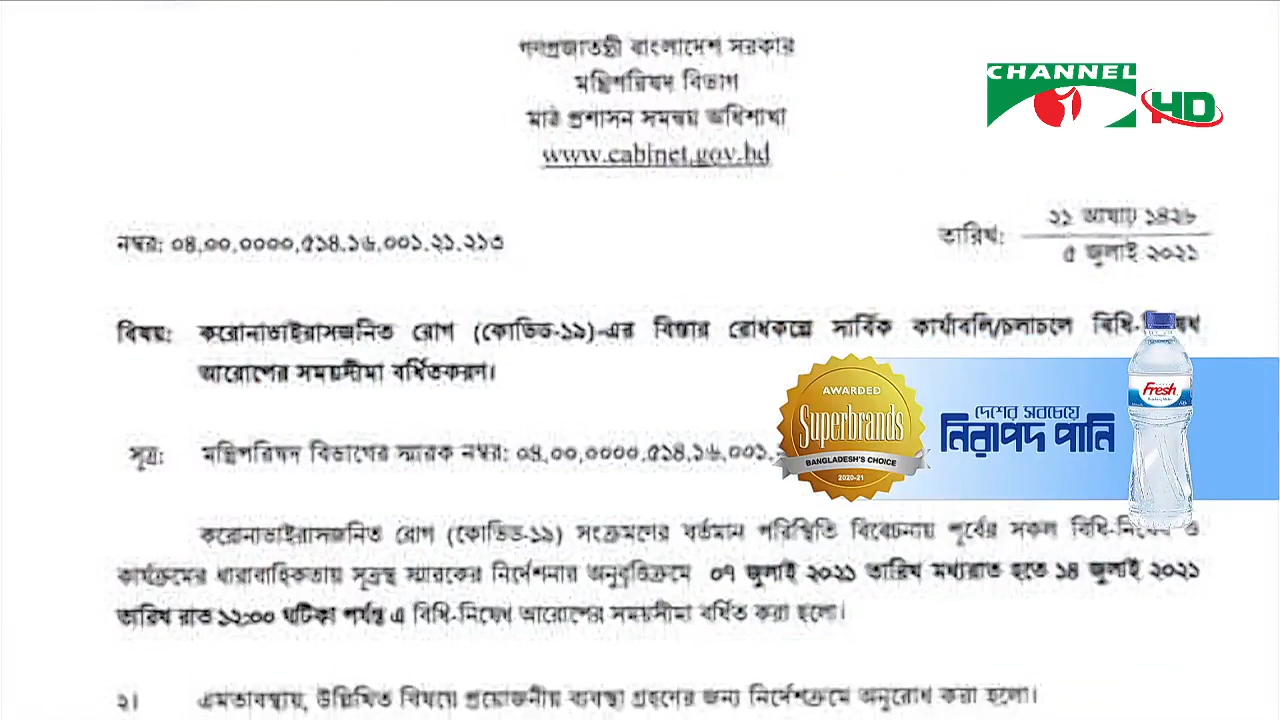 গণপ্রজাতন্ত্রী বাংলাদেশ সরকার
মন্ত্রিপরিষদ বিভাগ
মাঠ প্রশাসন সমন্বয় অধিশাখা
www.cabinet.gov.bd
CHANNEL
HD
নম্বর: ০৪.০০.০০০০.৫১৪.১৬.০০১.২১.২১৩
তারিখ:
২১ আষাঢ় ১৪২৮
৫ জুলাই ২০২১
বিষয়: করোনাভাইরাসজনিত রোগ (কোভিড-১৯)-এর বিস্তার রোধকল্পে সার্বিক কার্যাবলি/চলাচলে
আরোপের সময়সীমা বর্ধিতকরণ।
AWARDED
Superbrands
BANGLADESH'S CHOICE
2020-21
দেশের সবচেয়ে
নিরাপদ পানি
Fresh
সূত্র: মন্ত্রিপরিষদ বিভাগের স্মারক নম্বর: ০৪.০০.০০০০.৫১৪.১৬.০০১.
করোনাভাইরাসজনিত রোগ (কোভিড-১৯) সংক্রমণের বর্তমান পরিস্থিতি বিবেচনায় পূর্বের সকল বিধি-নিষেধ ও
কার্যক্রমের ধারাবাহিকতায় সূত্রস্থ স্মারকের নির্দেশনার অনুবৃত্তিক্রমে ০৭ জুলাই ২০২১ তারিখ মধ্যরাত হতে ১৪ জুলাই ২০২১
তারিখ রাত ১২:০০ ঘটিকা পর্যন্ত এ বিধি-নিষেধ আরোপের সময়সীমা বর্ধিত করা হলো।
২। এমতাবস্থায়, উল্লিখিত বিষয়ে প্রয়োজনীয় ব্যবস্থা গ্রহণের জন্য নির্দেশক্রমে অনুরোধ করা হলো।